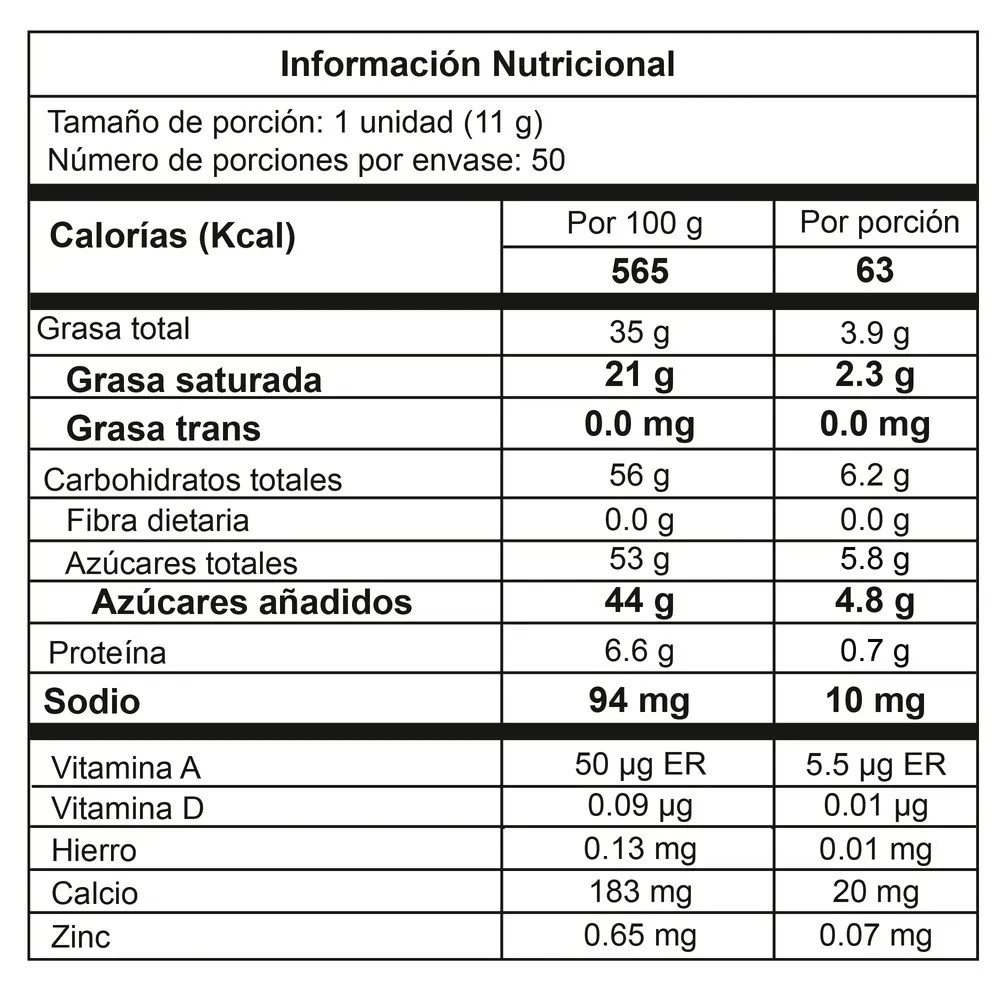 Información Nutricional
Tamaño de porción: 1 unidad (11 g)
Número de porciones por envase: 50
Calorías (Kcal) Por 100 g Por porción
565 63
Grasa total 35 g 3.9 g
Grasa saturada 21 g 2.3 g
Grasa trans 0.0 mg 0.0 mg
Carbohidratos totales 56 g 6.2 g
Fibra dietaria 0.0 g 0.0 g
Azúcares totales 53 g 5.8 g
Azúcares añadidos 44 g 4.8 g
Proteína 6.6 g 0.7 g
Sodio 94 mg 10 mg
Vitamina A 50 µg ER 5.5 µg ER
Vitamina D 0.09 µg 0.01 µg
Hierro 0.13 mg 0.01 mg
Calcio 183 mg 20 mg
Zinc 0.65 mg 0.07 mg